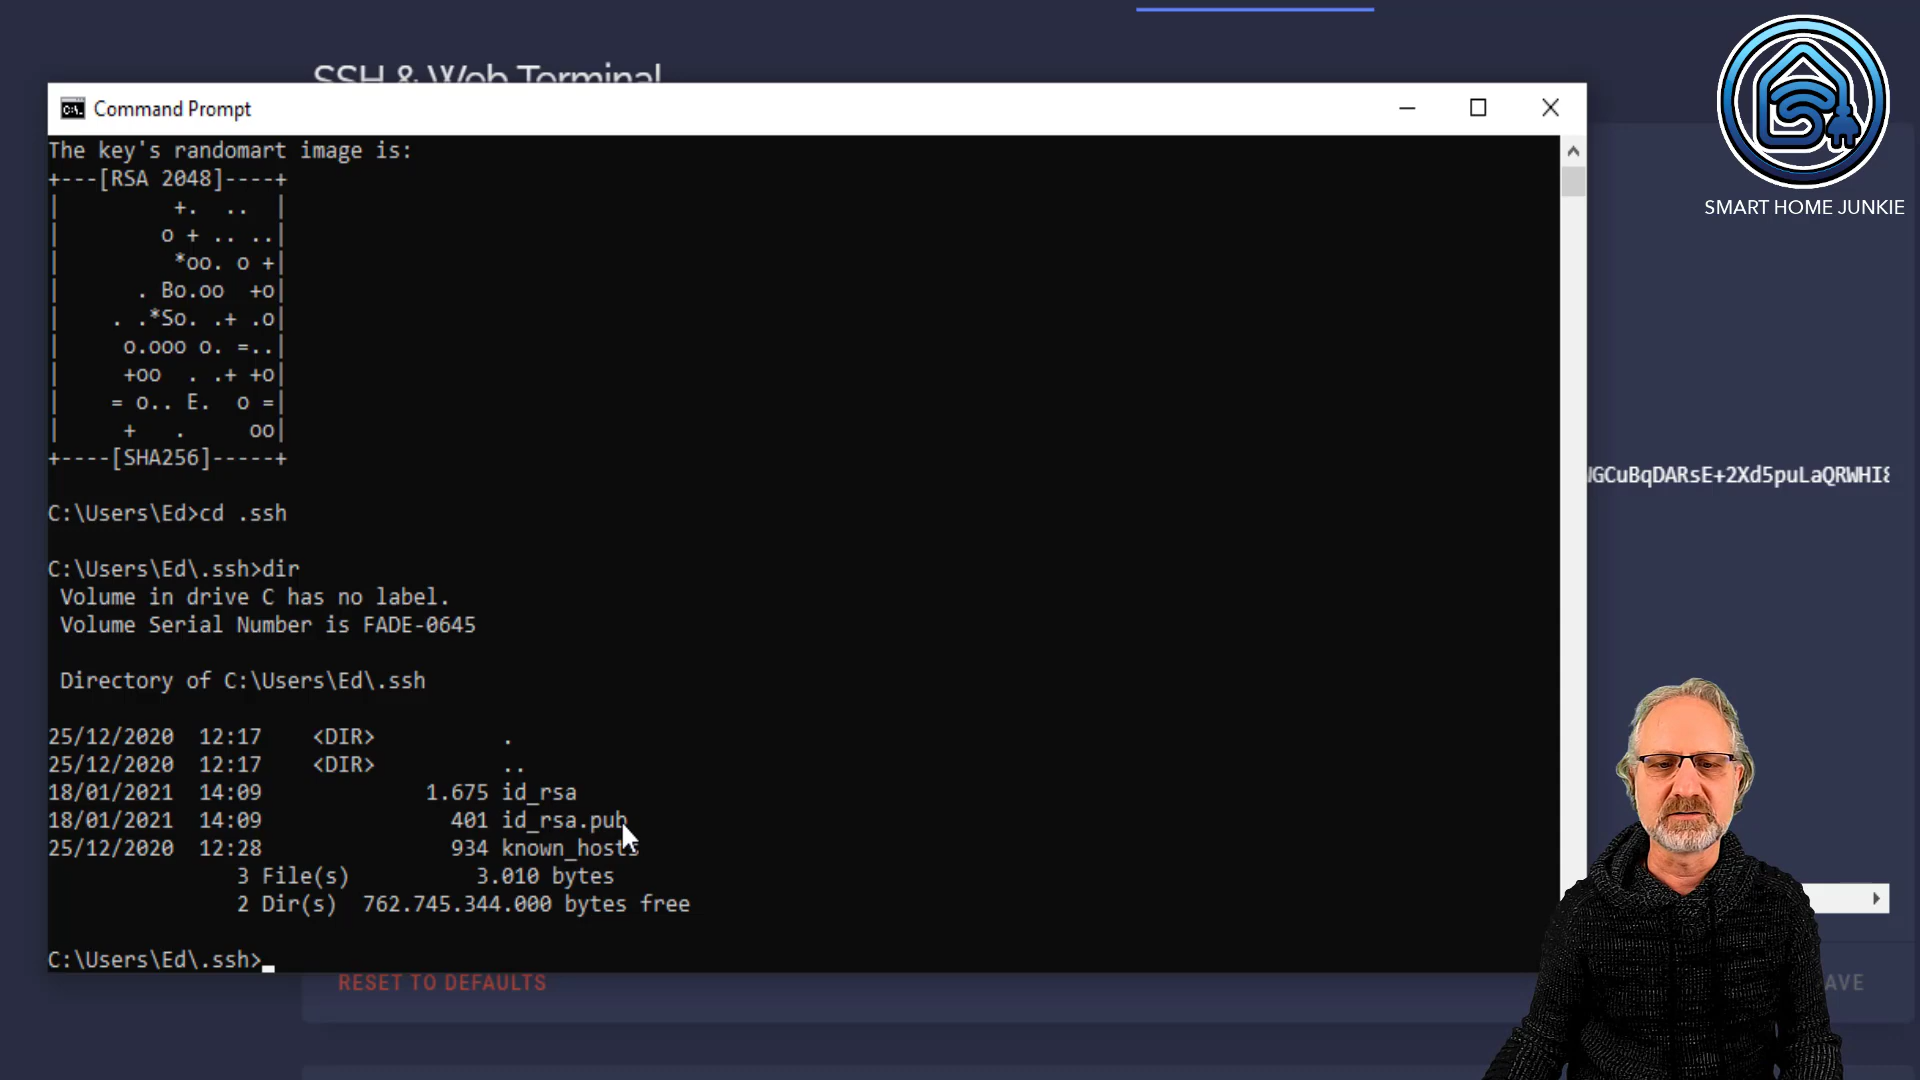 SSH & Web Terminal
Command Prompt
The key's randomart image is:
+---[RSA 2048]----+
|          +.  .. |
|         o + .. ..|
|          *oo. o +|
|       . Bo.oo  +o|
|     . .*So. .+ .o|
|      o.ooo o. =..|
|      +oo  . .+ +o|
|     = o.. E.  o =|
|      +   .     oo|
+----[SHA256]-----+
C:\Users\Ed>cd .ssh
C:\Users\Ed\.ssh>dir
Volume in drive C has no label.
Volume Serial Number is FADE-0645
Directory of C:\Users\Ed\.ssh
25/12/2020  12:17    <DIR>          .
25/12/2020  12:17    <DIR>          ..
18/01/2021  14:09             1.675 id_rsa
18/01/2021  14:09               401 id_rsa.pub
25/12/2020  12:28               934 known_hosts
3 File(s)          3.010 bytes
2 Dir(s)  762.745.344.000 bytes free
C:\Users\Ed\.ssh>
SMART HOME JUNKIE
GCuBqDARsE+2Xd5puLaQRWHI
RESET TO DEFAULTS
AVE